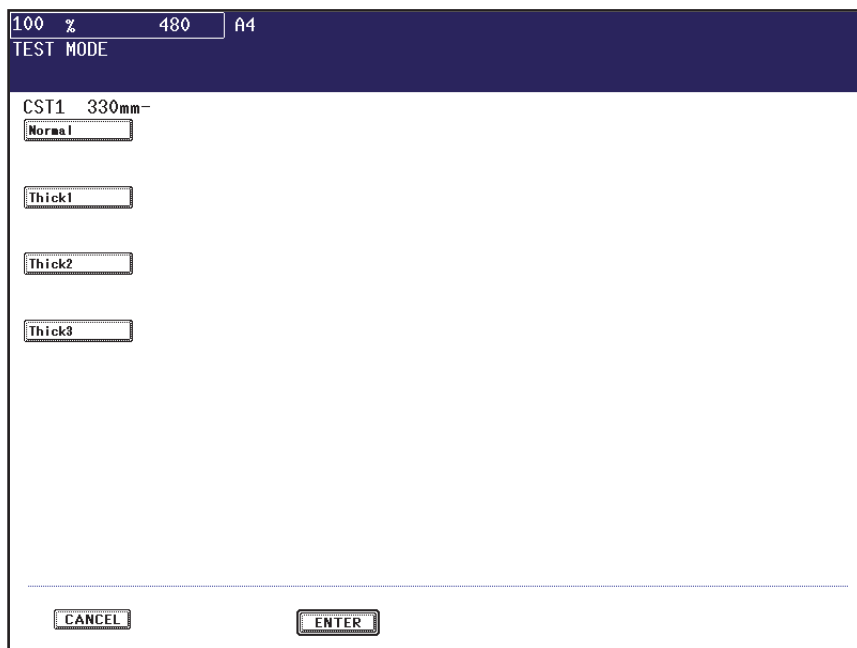 100 % 480 A4
TEST MODE
CST1 330mm-
Normal
Thick1
Thick2
Thick3
CANCEL ENTER